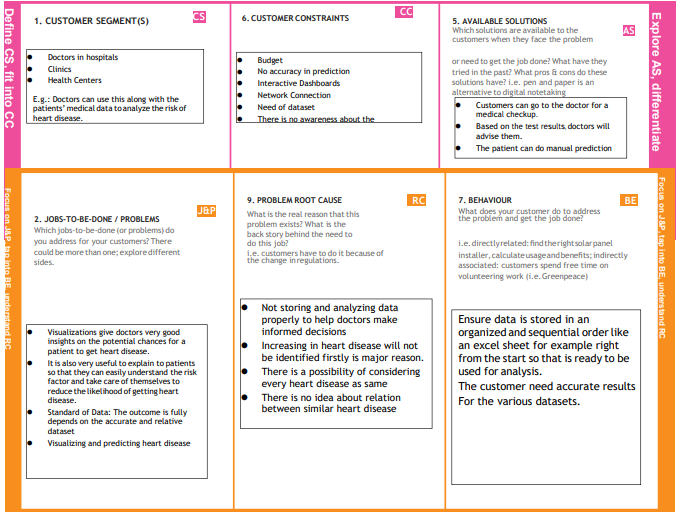 Define CS, fit into CC
1. CUSTOMER SEGMENT(S)
CS
● Doctors in hospitals
● Clinics
● Health Centers
E.g.: Doctors can use this along with the
patients' medical data to analyze the risk of
heart disease.
6. CUSTOMER CONSTRAINTS
CC
● Budget
● No accuracy in prediction
● Interactive Dashboards
● Network Connection
● Need of dataset
● There is no awareness about the
5. AVAILABLE SOLUTIONS
AS
Which solutions are available to the
customers when they face the problem
or need to get the job done? What have they
tried in the past? What pros & cons do these
solutions have? i.e. pen and paper is an
alternative to digital notetaking
● Customers can go to the doctor for a
medical checkup.
● Based on the test results, doctors will
advise them.
● The patient can do manual prediction
Explore AS, differentiate
Focus on J&P, tap into BE, understand RC
2. JOBS-TO-BE-DONE / PROBLEMS
J&P
Which jobs-to-be-done (or problems) do
you address for your customers? There
could be more than one; explore different
sides.
● Visualizations give doctors very good
insights on the potential chances for a
patient to get heart disease.
● It is also very useful to explain to patients
so that they can easily understand the risk
factor and take care of themselves to
reduce the likelihood of getting heart
disease.
● Standard of Data: The outcome is fully
depends on the accurate and relative
dataset
● Visualizing and predicting heart disease
9. PROBLEM ROOT CAUSE
RC
What is the real reason that this
problem exists? What is the
back story behind the need to
do this job?
i.e. customers have to do it because of
the change in regulations.
● Not storing and analyzing data
properly to help doctors make
informed decisions
● Increasing in heart disease will not
be identified firstly is major reason.
● There is a possibility of considering
every heart disease as same
● There is no idea about relation
between similar heart disease
7. BEHAVIOUR
BE
What does your customer do to address
the problem and get the job done?
i.e. directly related: find the right solar panel
installer, calculate usage and benefits; indirectly
associated: customers spend free time on
volunteering work (i.e. Greenpeace)
Ensure data is stored in an
organized and sequential order like
an excel sheet for example right
from the start so that is ready to be
used for analysis.
The customer need accurate results
For the various datasets.
Focus on J&P, tap into BE, understand RC